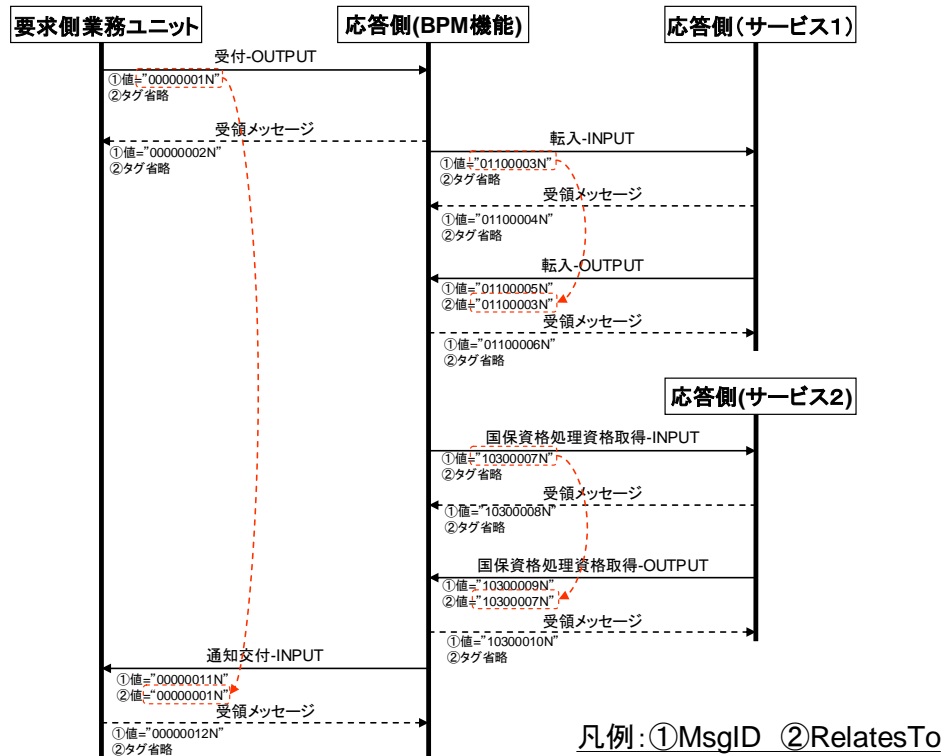 要求側業務ユニット
応答側(BPM機能)
応答側(サービス1)
受付-OUTPUT
①値="00000001N"
②タグ省略
受領メッセージ
①値="00000002N"
②タグ省略
転入-INPUT
①値="01100003N"
②タグ省略
受領メッセージ
①値="01100004N"
②タグ省略
転入-OUTPUT
①値="01100005N"
②値="01100003N"
受領メッセージ
①値="01100006N"
②タグ省略
応答側(サービス2)
国保資格処理資格取得-INPUT
①値="10300007N"
②タグ省略
受領メッセージ
①値="10300008N"
②タグ省略
国保資格処理資格取得-OUTPUT
①値="10300009N"
②値="10300007N"
受領メッセージ
①値="10300010N"
②タグ省略
通知交付-INPUT
①値="00000011N"
②値="00000001N"
受領メッセージ
①値="00000012N"
②タグ省略
凡例:①MsgID ②RelatesTo